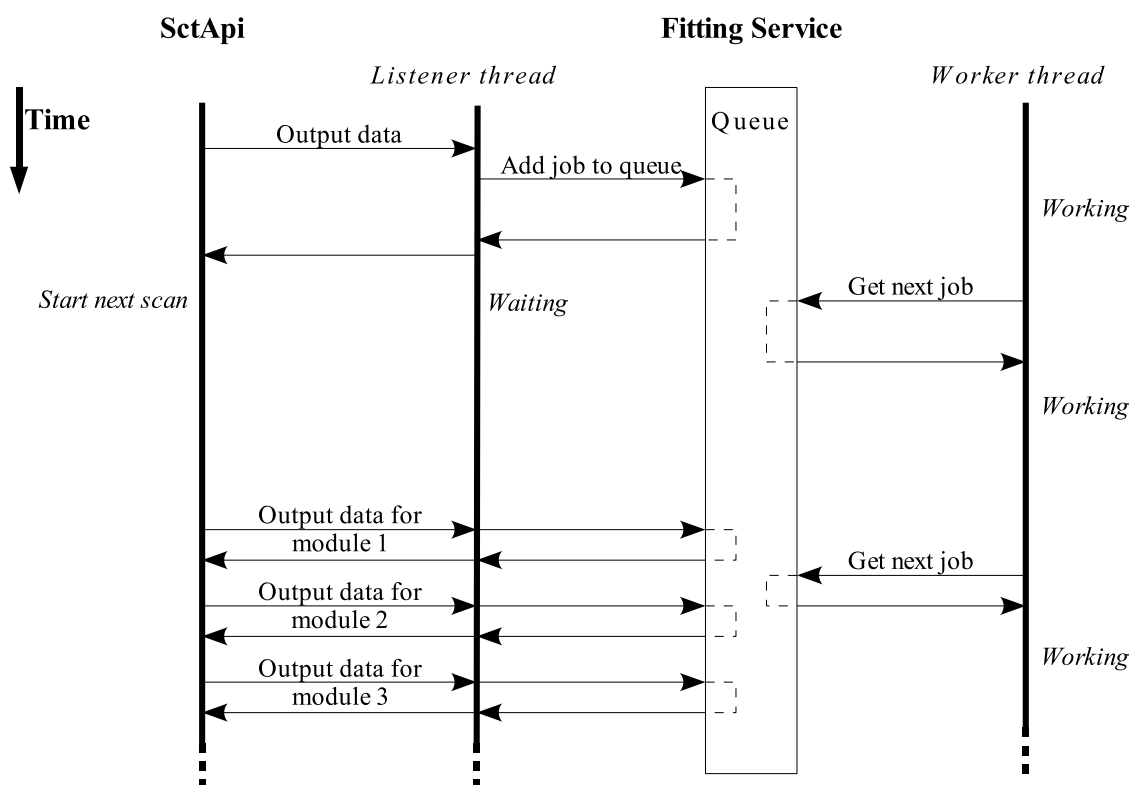 SctApi
Fitting Service
Listener thread
Worker thread
Time
Queue
Output data
Add job to queue
Working
Get next job
Start next scan
Waiting
Working
Output data for
module 1
Get next job
Output data for
module 2
Working
Output data for
module 3